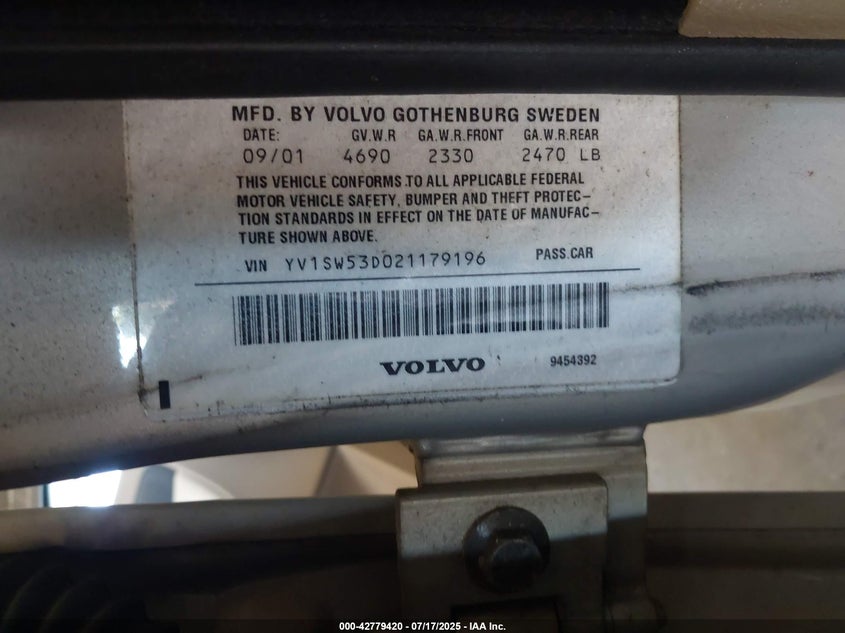 MFD. BY VOLVO GOTHENBURG SWEDEN
DATE: GV.W.R GA.W.R.FRONT GA.W.R.REAR
09/01 4690 2330 2470 LB
THIS VEHICLE CONFORMS TO ALL APPLICABLE FEDERAL
MOTOR VEHICLE SAFETY, BUMPER AND THEFT PROTEC-
TION STANDARDS IN EFFECT ON THE DATE OF MANUFAC-
TURE SHOWN ABOVE.
VIN YV1SW53D021179196 PASS.CAR
VOLVO 9454392
000-42779420 | 07/17/2025 - IAA Inc.